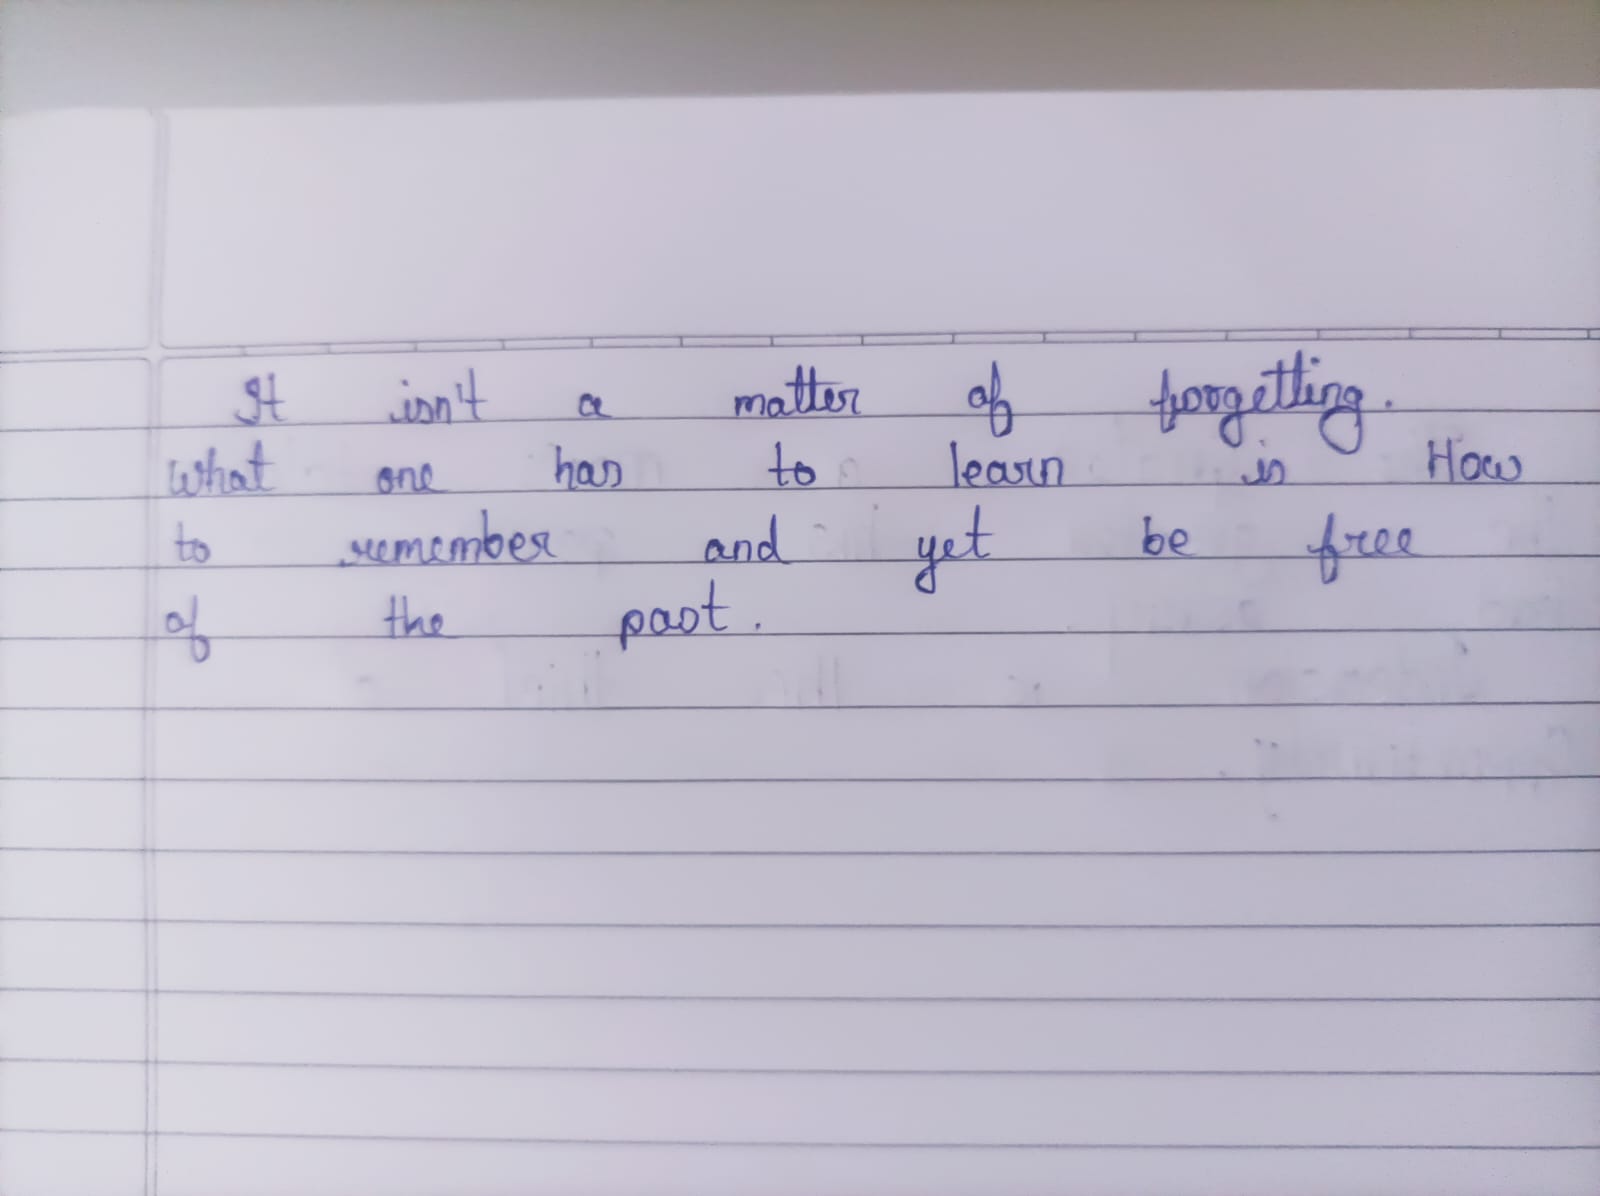 It isn't a matter of forgetting.
What one has to learn is How
to remember and yet be free
of the past.